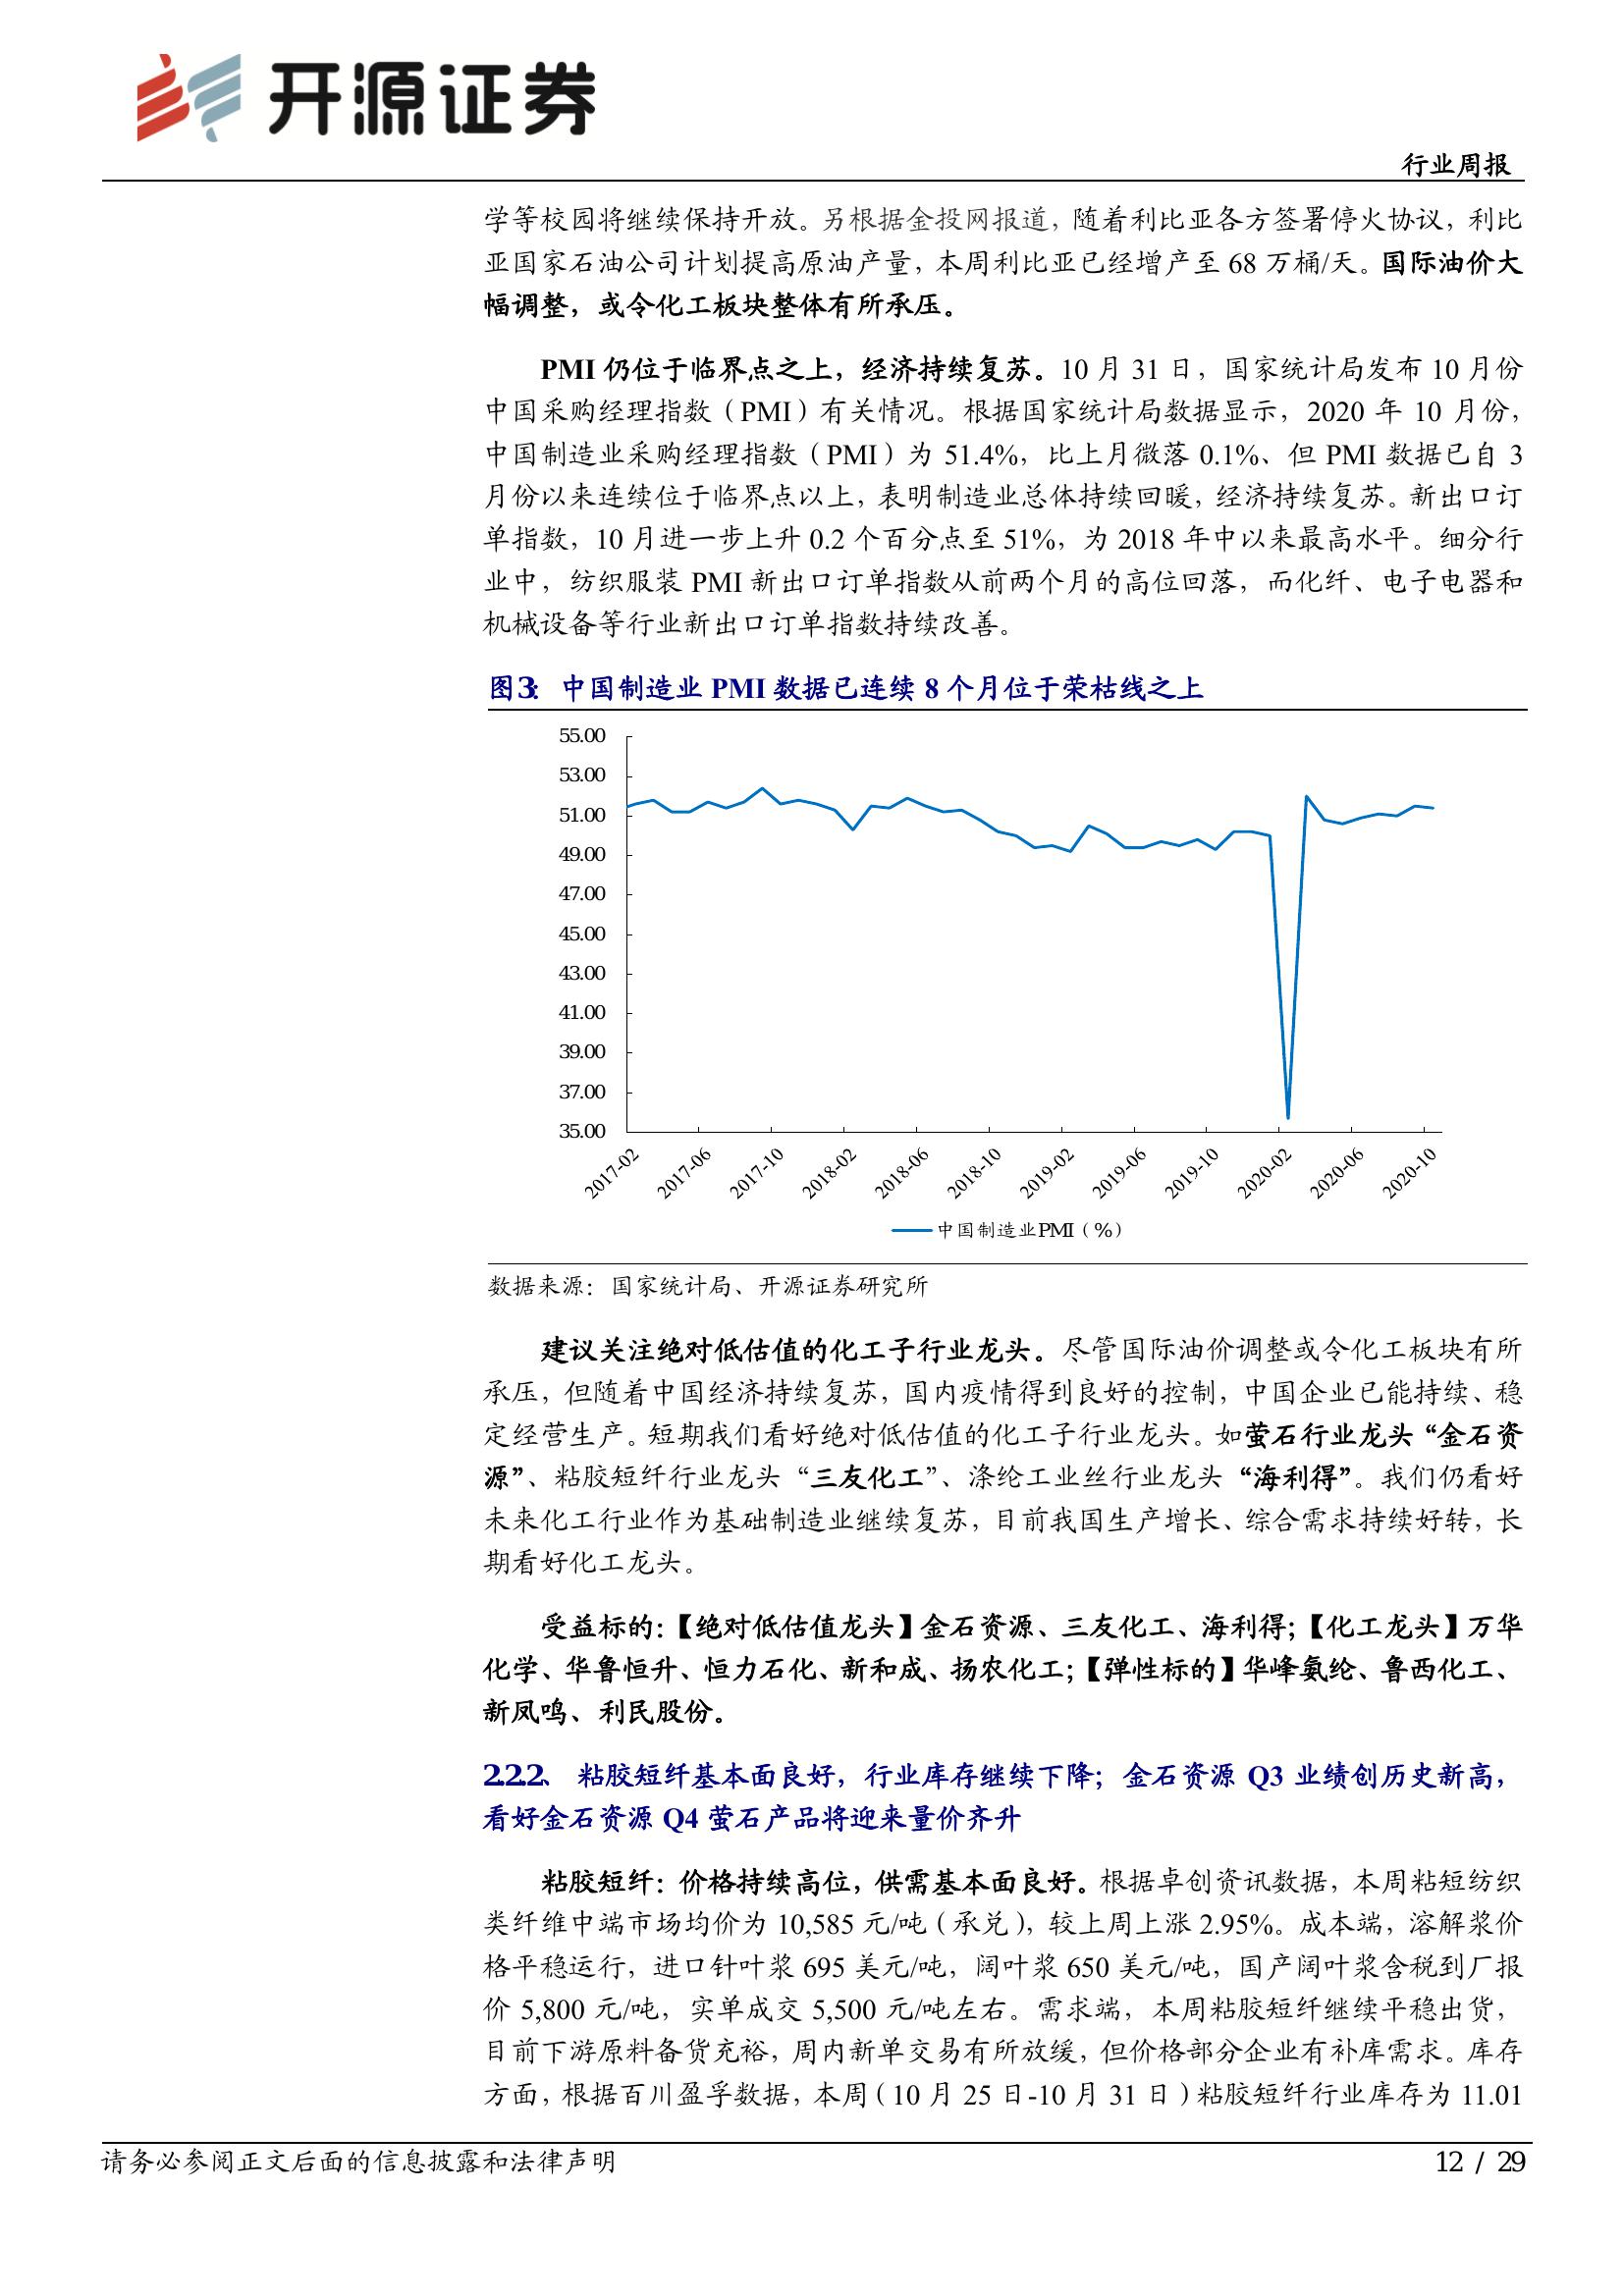 开源证券
行业周报
学等校园将继续保持开放。另根据金投网报道，随着利比亚各方签署停火协议，利比
亚国家石油公司计划提高原油产量，本周利比亚已经增产至 68 万桶/天。国际油价大
幅调整，或令化工板块整体有所承压。
PMI 仍位于临界点之上，经济持续复苏。10 月 31 日，国家统计局发布 10 月份
中国采购经理指数（PMI）有关情况。根据国家统计局数据显示，2020 年 10 月份，
中国制造业采购经理指数（PMI）为 51.4%，比上月微落 0.1%、但 PMI 数据已自 3
月份以来连续位于临界点以上，表明制造业总体持续回暖，经济持续复苏。新出口订
单指数，10 月进一步上升 0.2 个百分点至 51%，为 2018 年中以来最高水平。细分行
业中，纺织服装 PMI 新出口订单指数从前两个月的高位回落，而化纤、电子电器和
机械设备等行业新出口订单指数持续改善。
图3：中国制造业 PMI 数据已连续 8 个月位于荣枯线之上
55.00
53.00
51.00
49.00
47.00
45.00
43.00
41.00
39.00
37.00
35.00
2017-02
2017-06
2017-10
2018-02
2018-06
2018-10
2019-02
2019-06
2019-10
2020-02
2020-06
2020-10
中国制造业PMI（%）
数据来源：国家统计局、开源证券研究所
建议关注绝对低估值的化工子行业龙头。尽管国际油价调整或令化工板块有所
承压，但随着中国经济持续复苏，国内疫情得到良好的控制，中国企业已能持续、稳
定经营生产。短期我们看好绝对低估值的化工子行业龙头。如萤石行业龙头“金石资
源”、粘胶短纤行业龙头“三友化工”、涤纶工业丝行业龙头“海利得”。我们仍看好
未来化工行业作为基础制造业继续复苏，目前我国生产增长、综合需求持续好转，长
期看好化工龙头。
受益标的：【绝对低估值龙头】金石资源、三友化工、海利得；【化工龙头】万华
化学、华鲁恒升、恒力石化、新和成、扬农化工；【弹性标的】华峰氨纶、鲁西化工、
新凤鸣、利民股份。
2.2.2、 粘胶短纤基本面良好，行业库存继续下降；金石资源 Q3 业绩创历史新高，
看好金石资源 Q4 萤石产品将迎来量价齐升
粘胶短纤：价格持续高位，供需基本面良好。根据卓创资讯数据，本周粘短纺织
类纤维中端市场均价为 10,585 元/吨（承兑），较上周上涨 2.95%。成本端，溶解浆价
格平稳运行，进口针叶浆 695 美元/吨，阔叶浆 650 美元/吨，国产阔叶浆含税到厂报
价 5,800 元/吨，实单成交 5,500 元/吨左右。需求端，本周粘胶短纤继续平稳出货，
目前下游原料备货充裕，周内新单交易有所放缓，但价格部分企业有补库需求。库存
方面，根据百川盈孚数据，本周（10 月 25 日-10 月 31 日）粘胶短纤行业库存为 11.01
请务必参阅正文后面的信息披露和法律声明
12 / 29